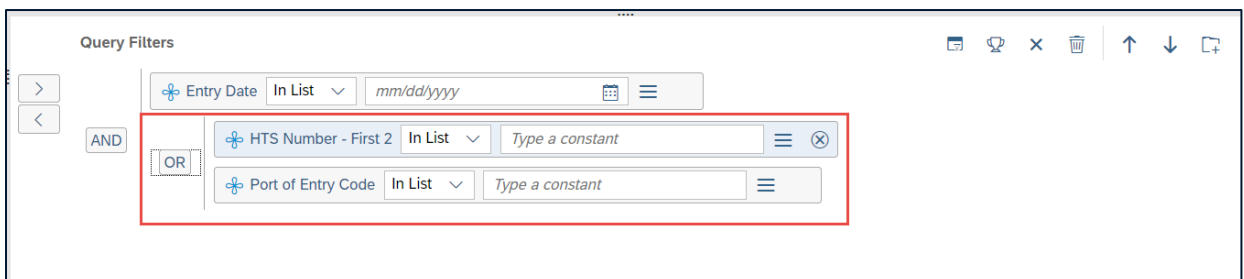 Query Filters
Entry Date In List mm/dd/yyyy
AND
HTS Number - First 2 In List Type a constant
OR
Port of Entry Code In List Type a constant